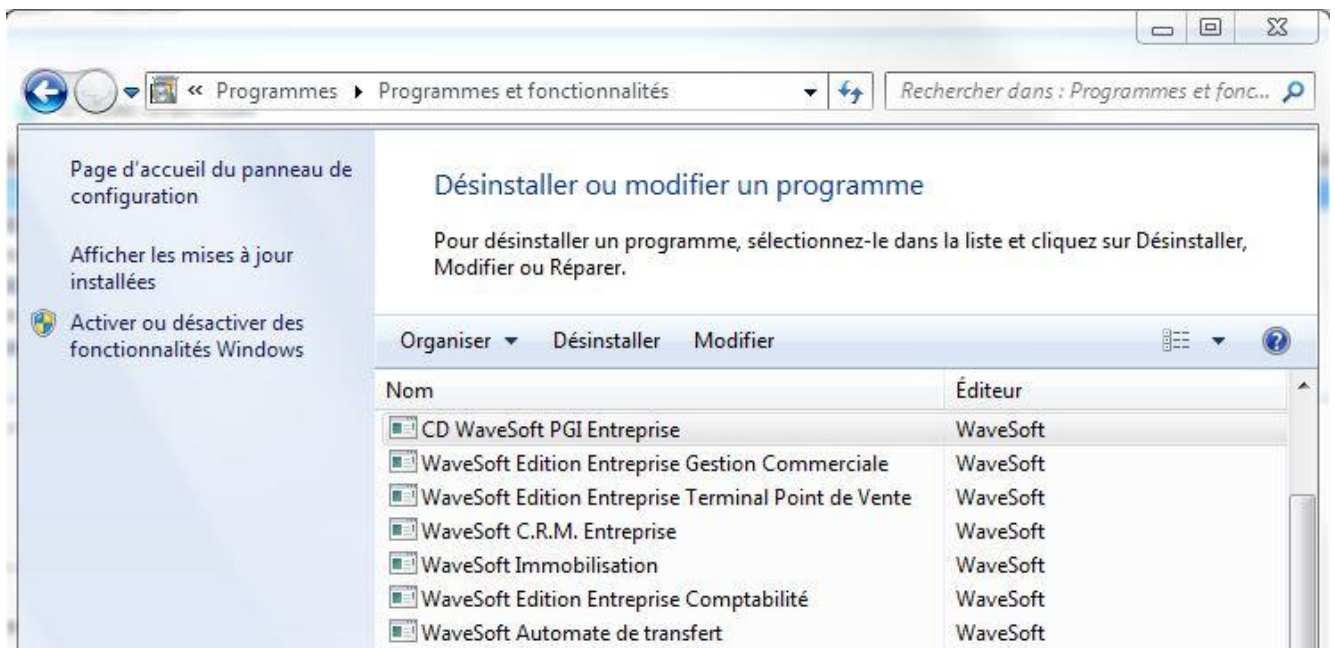 « Programmes ▸ Programmes et fonctionnalités
Rechercher dans : Programmes et fonc...
Page d'accueil du panneau de
configuration
Afficher les mises à jour
installées
Activer ou désactiver des
fonctionnalités Windows
Désinstaller ou modifier un programme
Pour désinstaller un programme, sélectionnez-le dans la liste et cliquez sur Désinstaller,
Modifier ou Réparer.
Organiser Désinstaller Modifier
Nom Éditeur
CD WaveSoft PGI Entreprise WaveSoft
WaveSoft Edition Entreprise Gestion Commerciale WaveSoft
WaveSoft Edition Entreprise Terminal Point de Vente WaveSoft
WaveSoft C.R.M. Entreprise WaveSoft
WaveSoft Immobilisation WaveSoft
WaveSoft Edition Entreprise Comptabilité WaveSoft
WaveSoft Automate de transfert WaveSoft